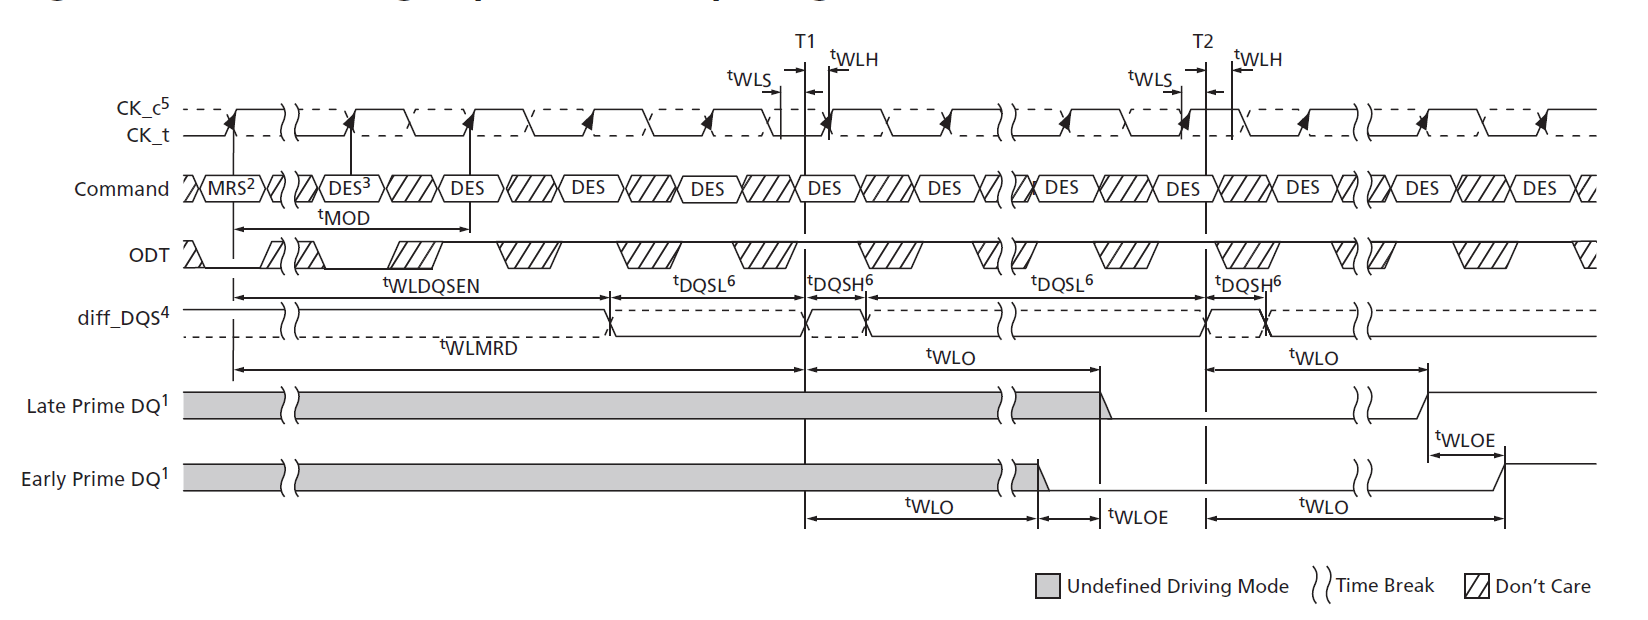 T1 T2
tWLH tWLH
tWLS tWLS
CK_c5
CK_t
Command MRS2 DES3 DES DES DES DES DES DES DES DES DES DES
tMOD
ODT
tWLDQSEN tDQSL6 tDQSH6 tDQSL6 tDQSH6
diff_DQS4
tWLMRD tWLO tWLO
Late Prime DQ1
tWLOE
Early Prime DQ1
tWLO tWLOE tWLO
Undefined Driving Mode Time Break Don't Care